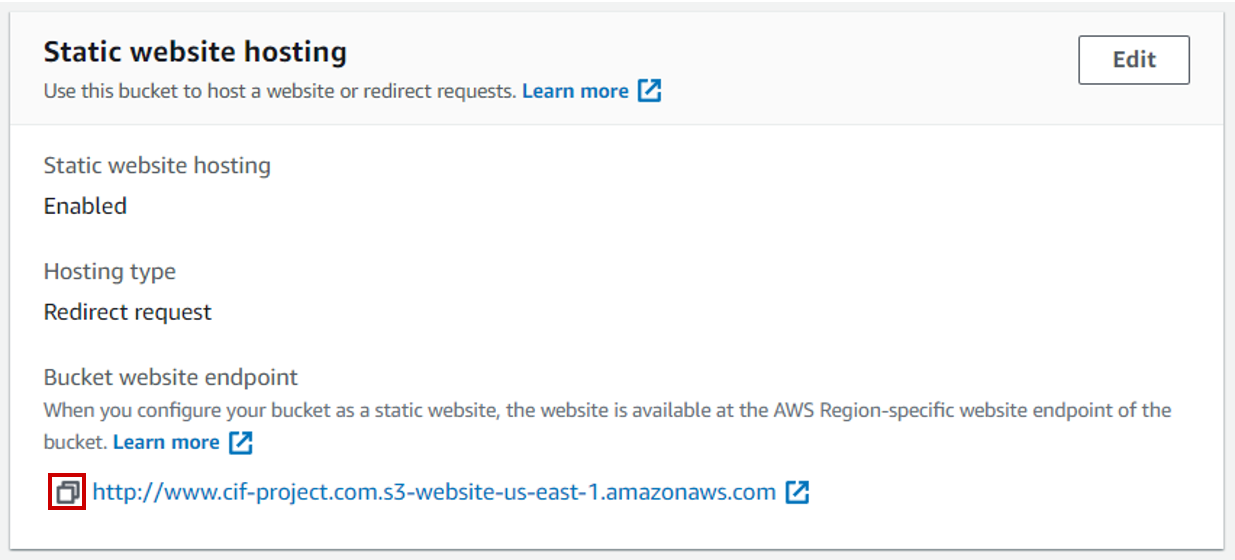 Static website hosting
Edit
Use this bucket to host a website or redirect requests. Learn more
Static website hosting
Enabled
Hosting type
Redirect request
Bucket website endpoint
When you configure your bucket as a static website, the website is available at the AWS Region-specific website endpoint of the
bucket. Learn more
http://www.cif-project.com.s3-website-us-east-1.amazonaws.com